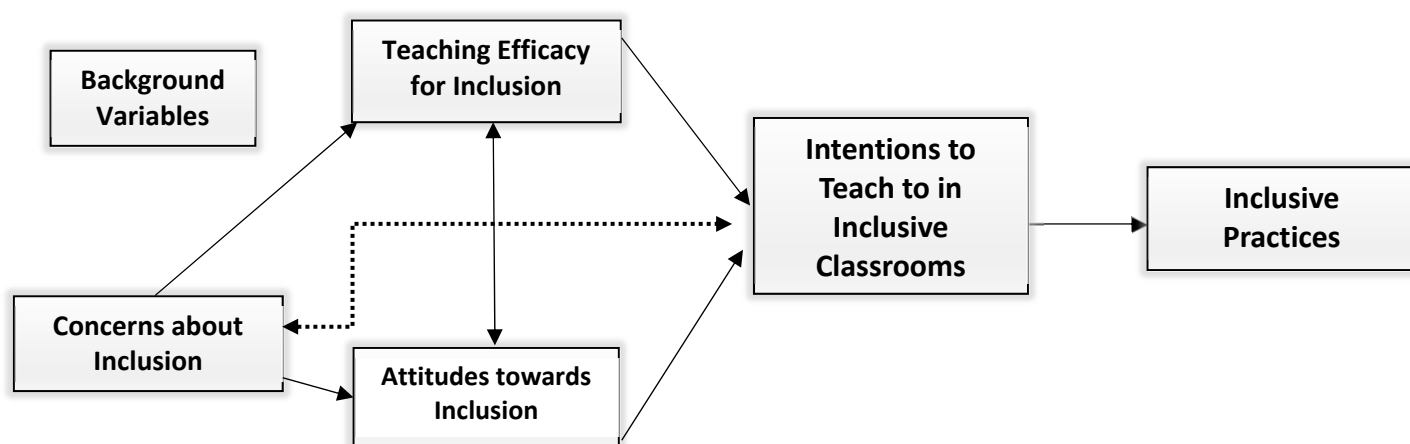 Teaching Efficacy
for Inclusion
Background
Variables
Intentions to
Teach to in
Inclusive
Classrooms
Inclusive
Practices
Concerns about
Inclusion
Attitudes towards
Inclusion